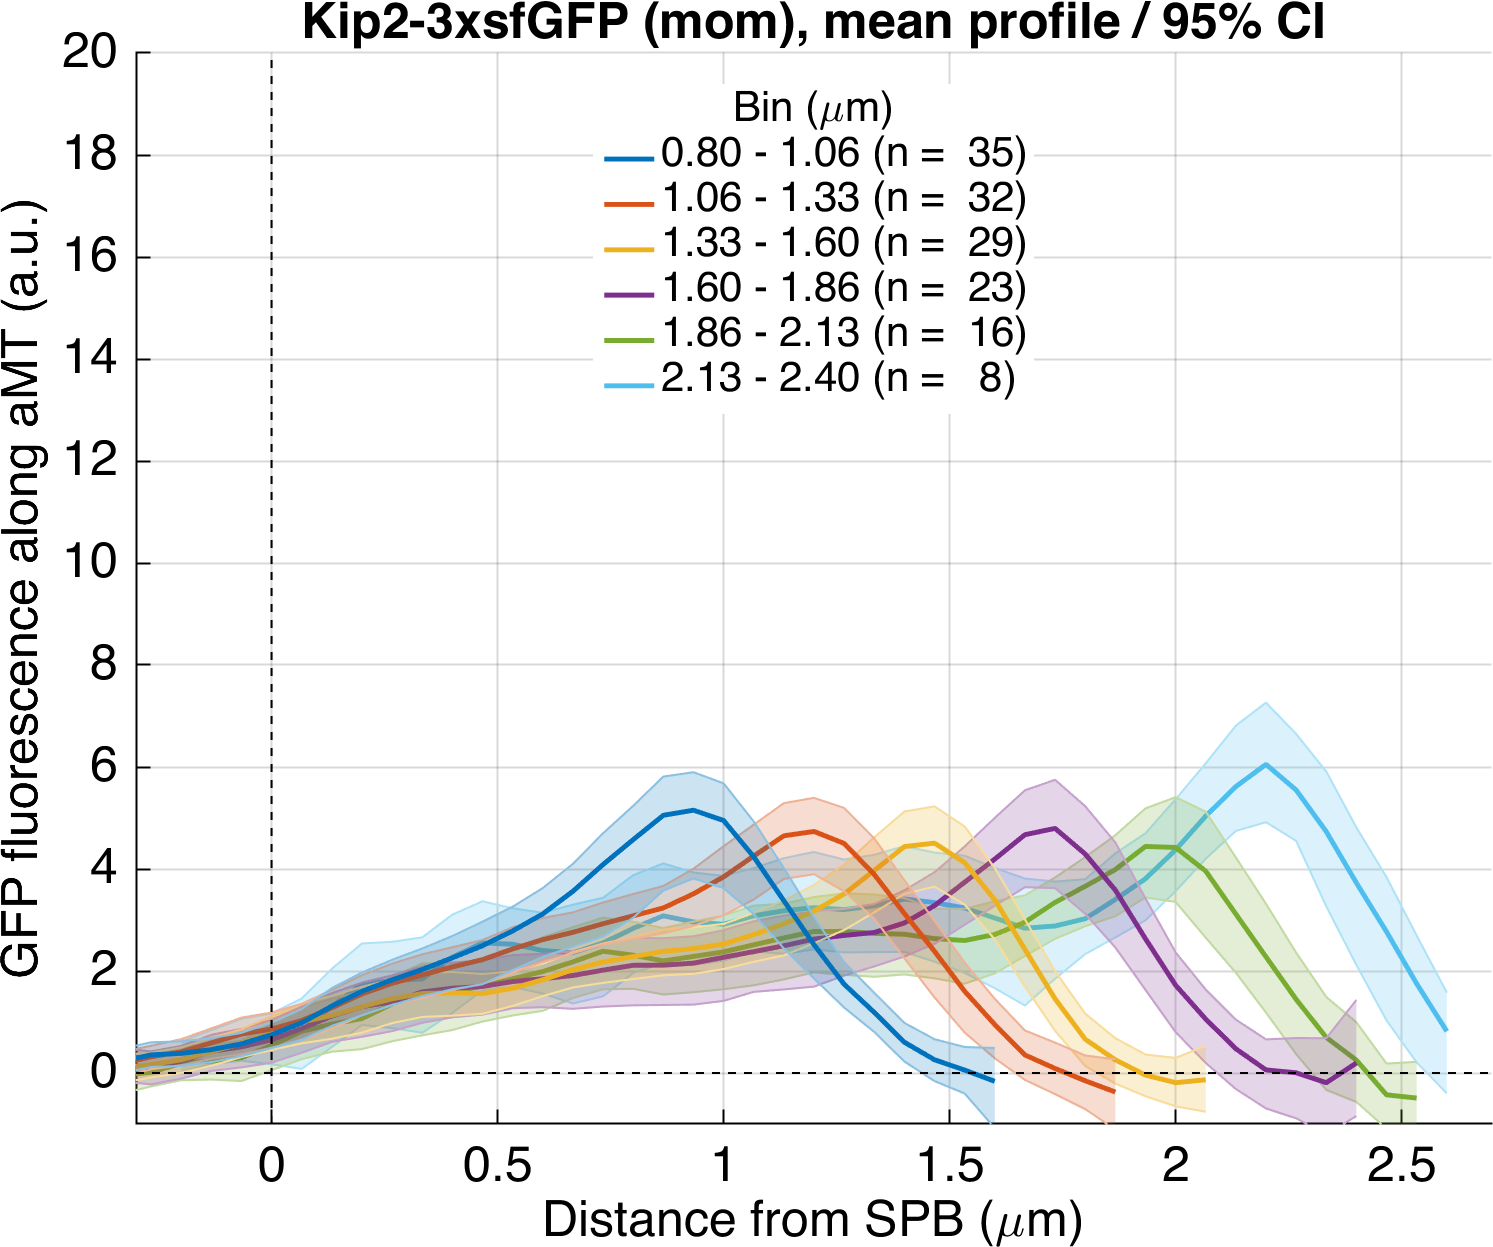 Kip2-3xsfGFP (mom), mean profile / 95% CI
GFP fluorescence along aMT (a.u.)
20
18
16
14
12
10
8
6
4
2
0
Bin (μm)
0.80 - 1.06 (n = 35)
1.06 - 1.33 (n = 32)
1.33 - 1.60 (n = 29)
1.60 - 1.86 (n = 23)
1.86 - 2.13 (n = 16)
2.13 - 2.40 (n = 8)
0 0.5 1 1.5 2 2.5
Distance from SPB (μm)